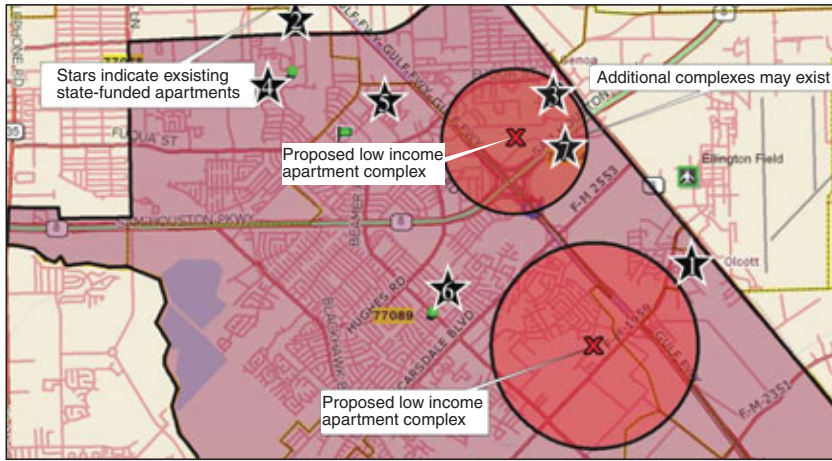 2
8
Genoa
Stars indicate exsisting
state-funded apartments
Additional complexes may exist
4
5
3
FUQUA ST
35
Proposed low income
apartment complex
X
7
Ellington Field
F-M 2553
SAM HOUSTON PKWY
8
8
1
Olcott
6
HUGHES RD
77089
SCARSDALE BLVD
X
F-M-1959
GULF FWY
F-M-2351
Proposed low income
apartment complex